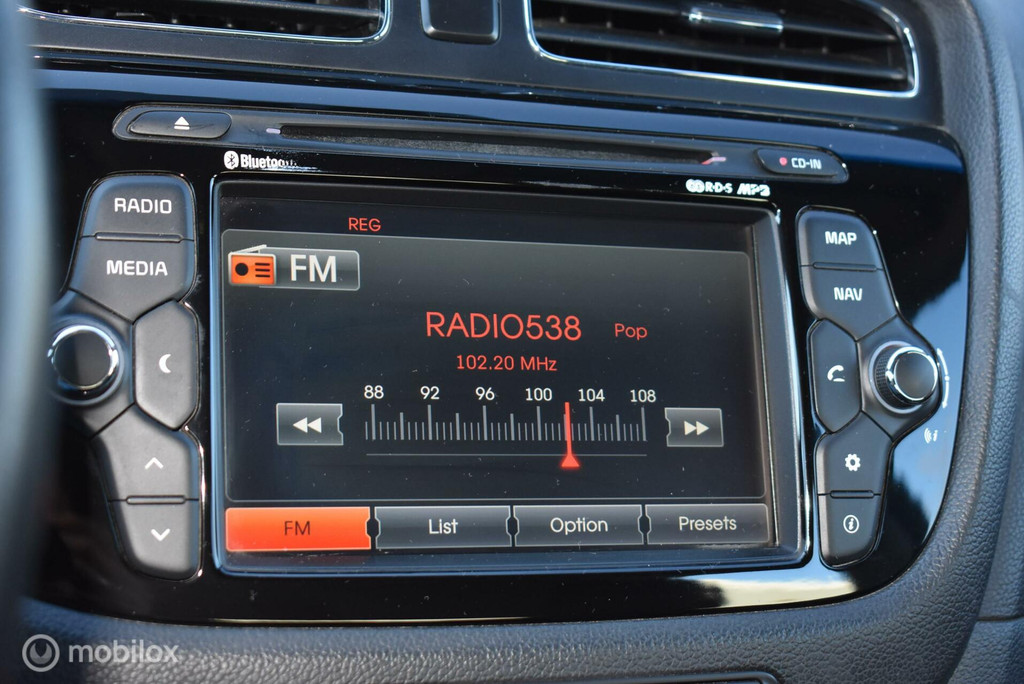 Bluetoo
CD-IN
R·D·S MP3
RADIO
MEDIA
REG
FM
RADIO538 Pop
102.20 MHz
88 92 96 100 104 108
FM List Option Presets
MAP
NAV
mobilox